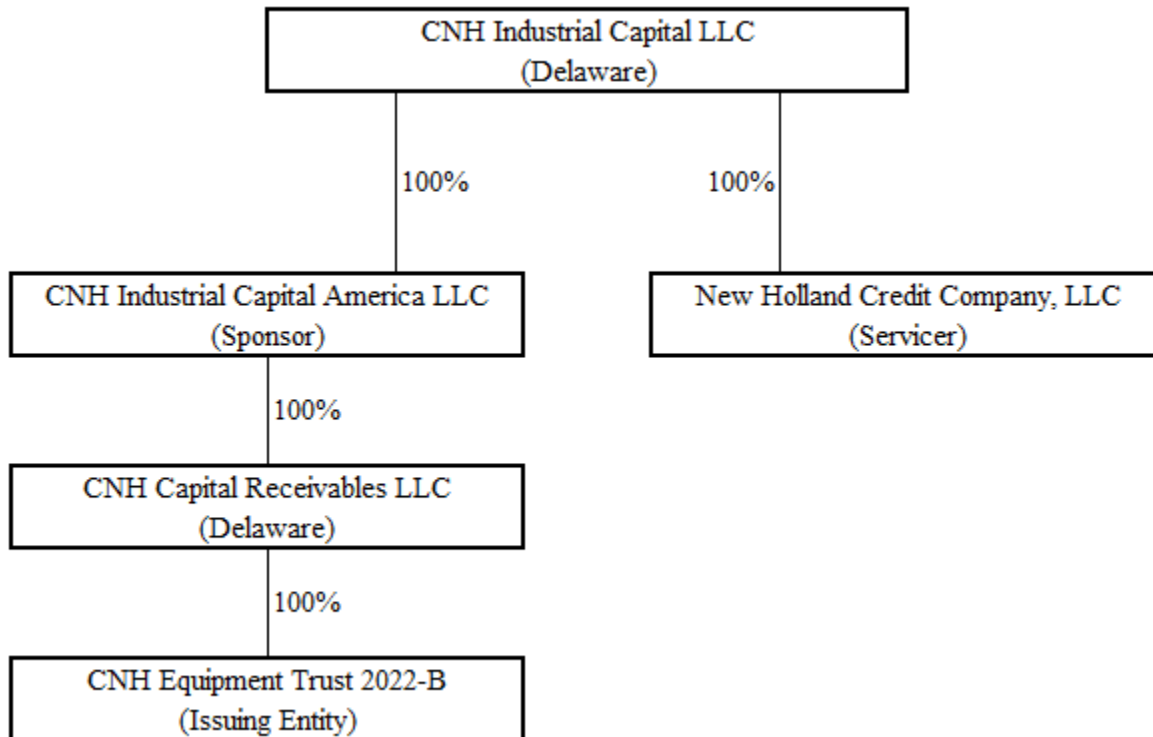 CNH Industrial Capital LLC
(Delaware)
100%
100%
CNH Industrial Capital America LLC
(Sponsor)
New Holland Credit Company, LLC
(Servicer)
100%
CNH Capital Receivables LLC
(Delaware)
100%
CNH Equipment Trust 2022-B
(Issuing Entity)